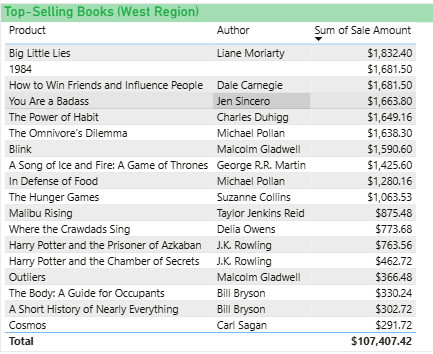 Top-Selling Books (West Region)
Product Author Sum of Sale Amount
Big Little Lies Liane Moriarty $1,832.40
1984 $1,681.50
How to Win Friends and Influence People Dale Carnegie $1,681.50
You Are a Badass Jen Sincero $1,663.80
The Power of Habit Charles Duhigg $1,649.16
The Omnivore's Dilemma Michael Pollan $1,638.30
Blink Malcolm Gladwell $1,590.60
A Song of Ice and Fire: A Game of Thrones George R.R. Martin $1,425.60
In Defense of Food Michael Pollan $1,280.16
The Hunger Games Suzanne Collins $1,063.53
Malibu Rising Taylor Jenkins Reid $875.48
Where the Crawdads Sing Delia Owens $773.68
Harry Potter and the Prisoner of Azkaban J.K. Rowling $763.56
Harry Potter and the Chamber of Secrets J.K. Rowling $462.72
Outliers Malcolm Gladwell $366.48
The Body: A Guide for Occupants Bill Bryson $330.24
A Short History of Nearly Everything Bill Bryson $302.72
Cosmos Carl Sagan $291.72
Total $107,407.42